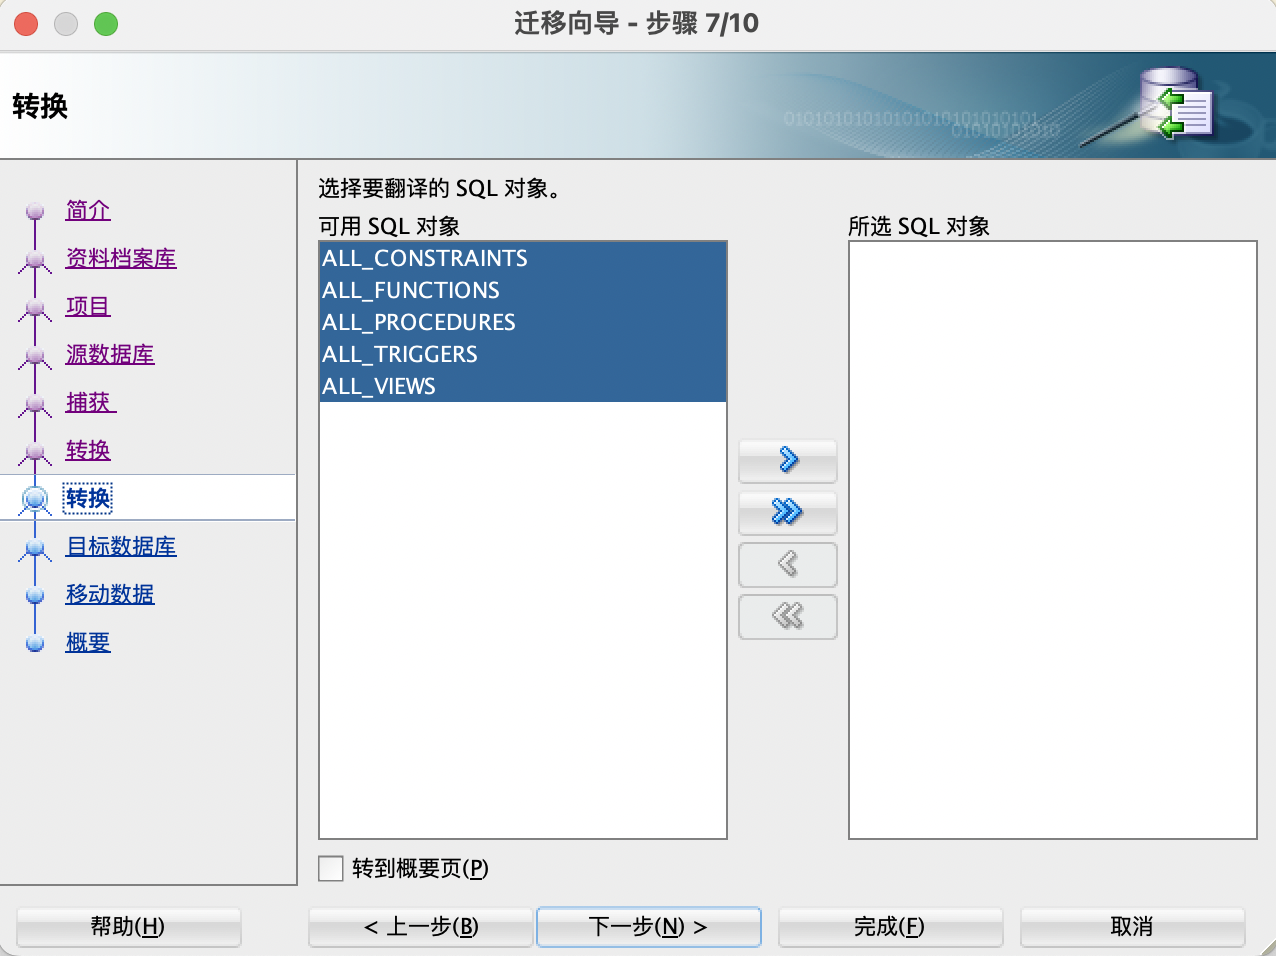 迁移向导 - 步骤 7/10
转换
010101010101010101010101
01010101010
简介
资料档案库
项目
源数据库
捕获
转换
转换
目标数据库
移动数据
概要
选择要翻译的 SQL 对象。
可用 SQL 对象
所选 SQL 对象
ALL_CONSTRAINTS
ALL_FUNCTIONS
ALL_PROCEDURES
ALL_TRIGGERS
ALL_VIEWS
转到概要页(P)
帮助(H)
< 上一步(B)
下一步(N) >
完成(F)
取消